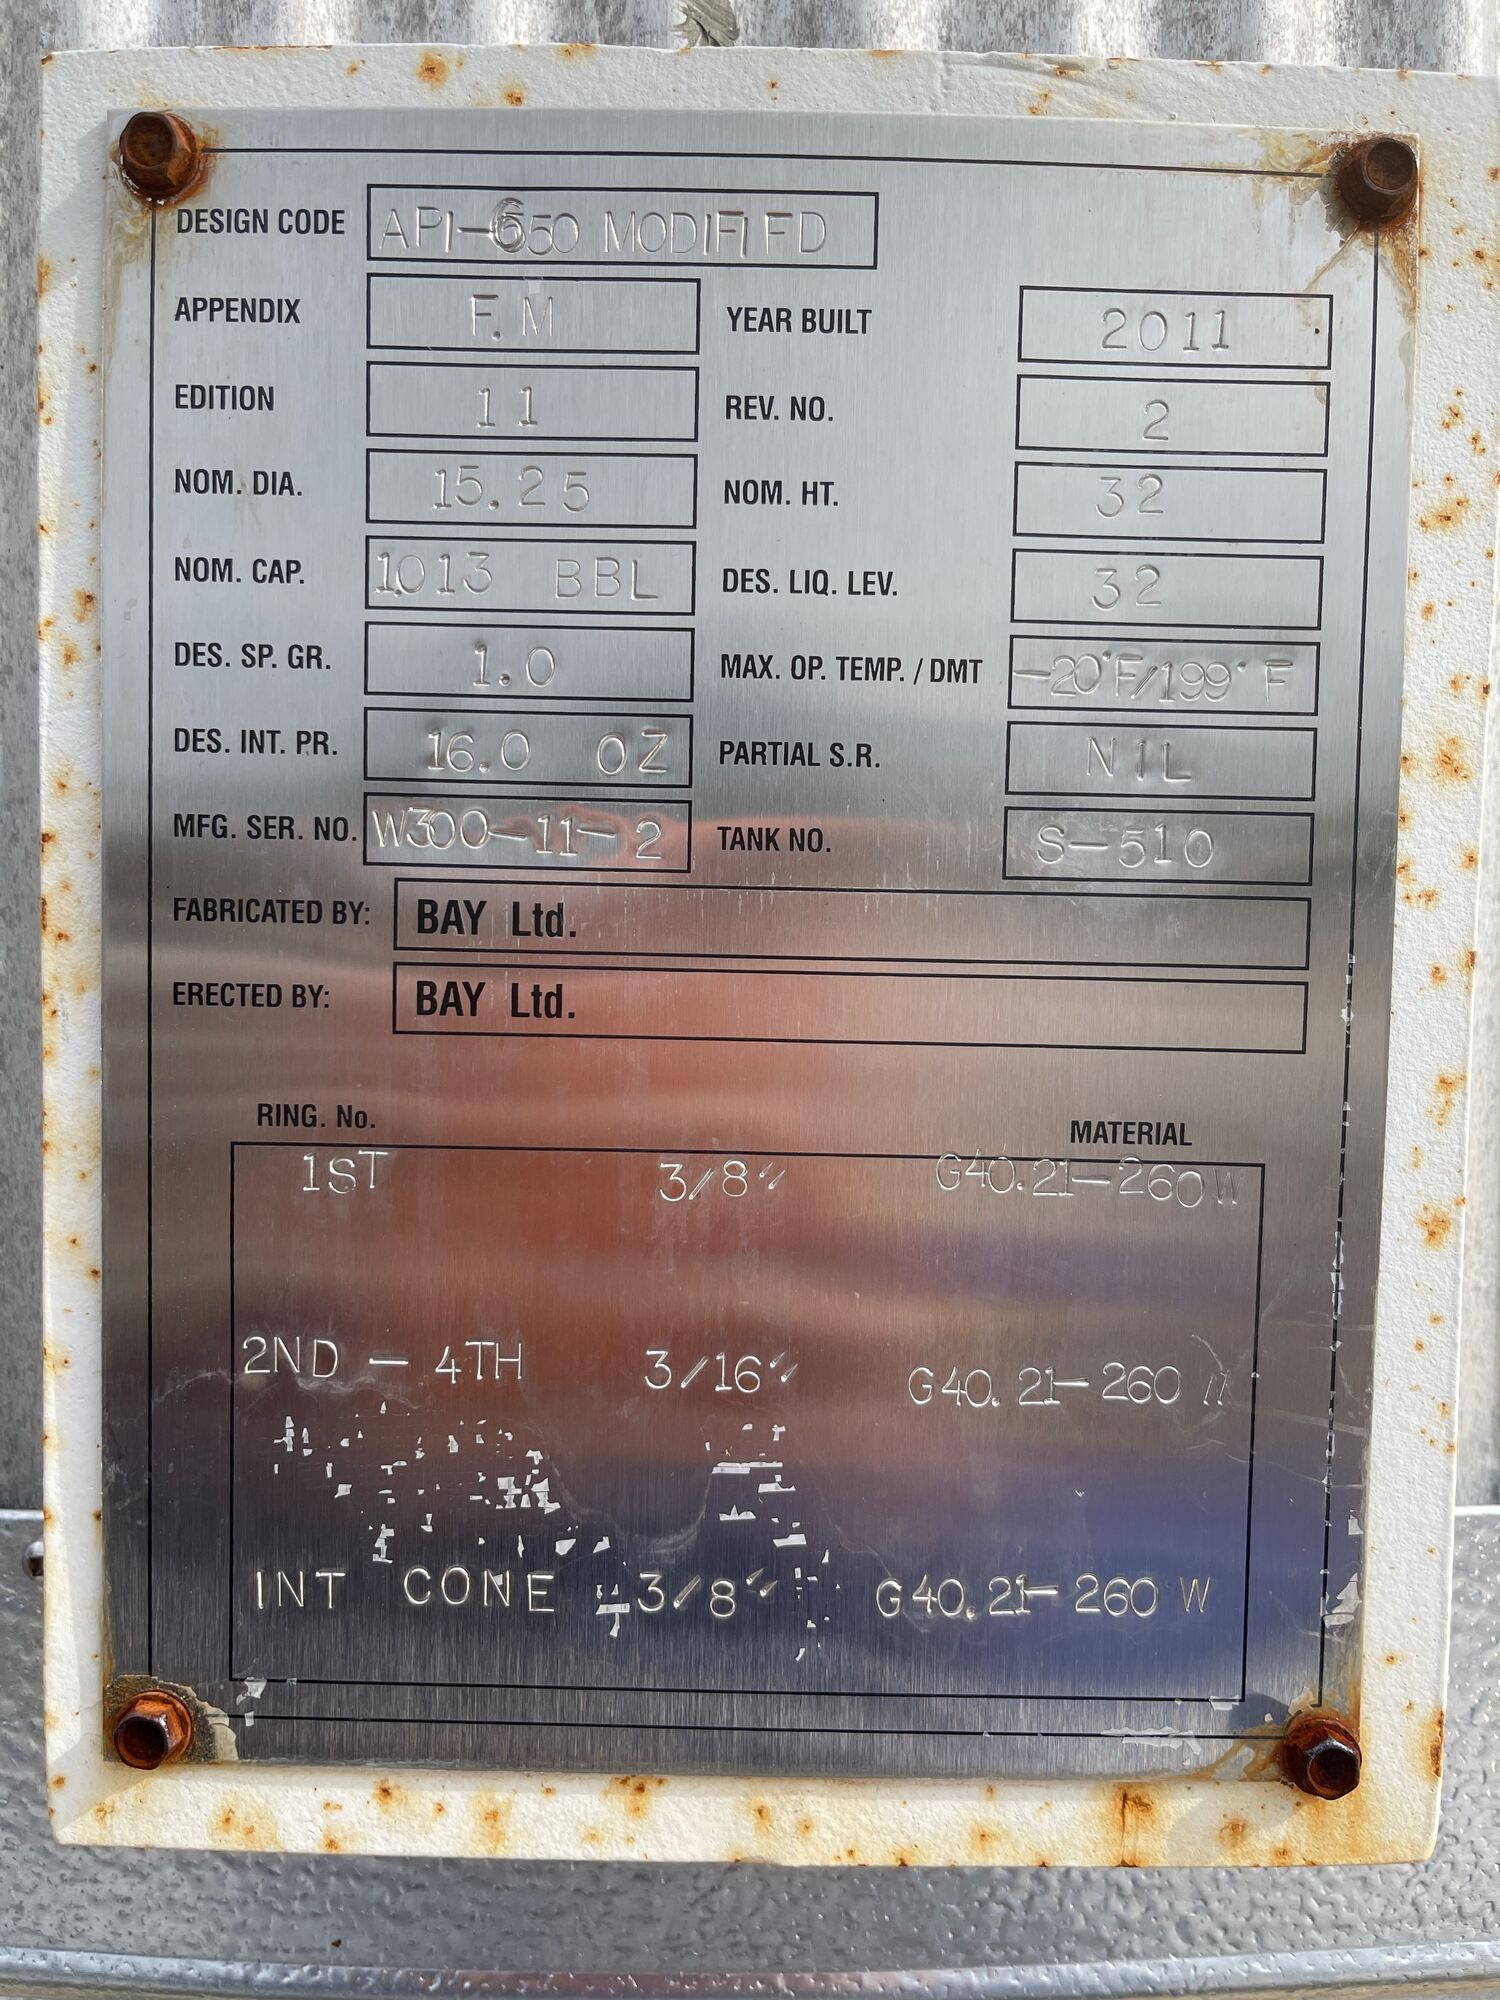 DESIGN CODE API-650 MODIFIFD
APPENDIX F.M YEAR BUILT 2011
EDITION 11 REV. NO. 2
NOM. DIA. 15.25 NOM. HT. 32
NOM. CAP. 1013 BBL DES. LIQ. LEV. 32
DES. SP. GR. 1.0 MAX. OP. TEMP. / DMT -20°F/199°F
DES. INT. PR. 16.0 OZ PARTIAL S.R. NIL
MFG. SER. NO. W300-11-2 TANK NO. S-510
FABRICATED BY: BAY Ltd.
ERECTED BY: BAY Ltd.
RING. No. MATERIAL
1ST 3/8" G40.21-260W
2ND - 4TH 3/16" G40.21-260 W
INT CONE 3/8" G40.21-260 W